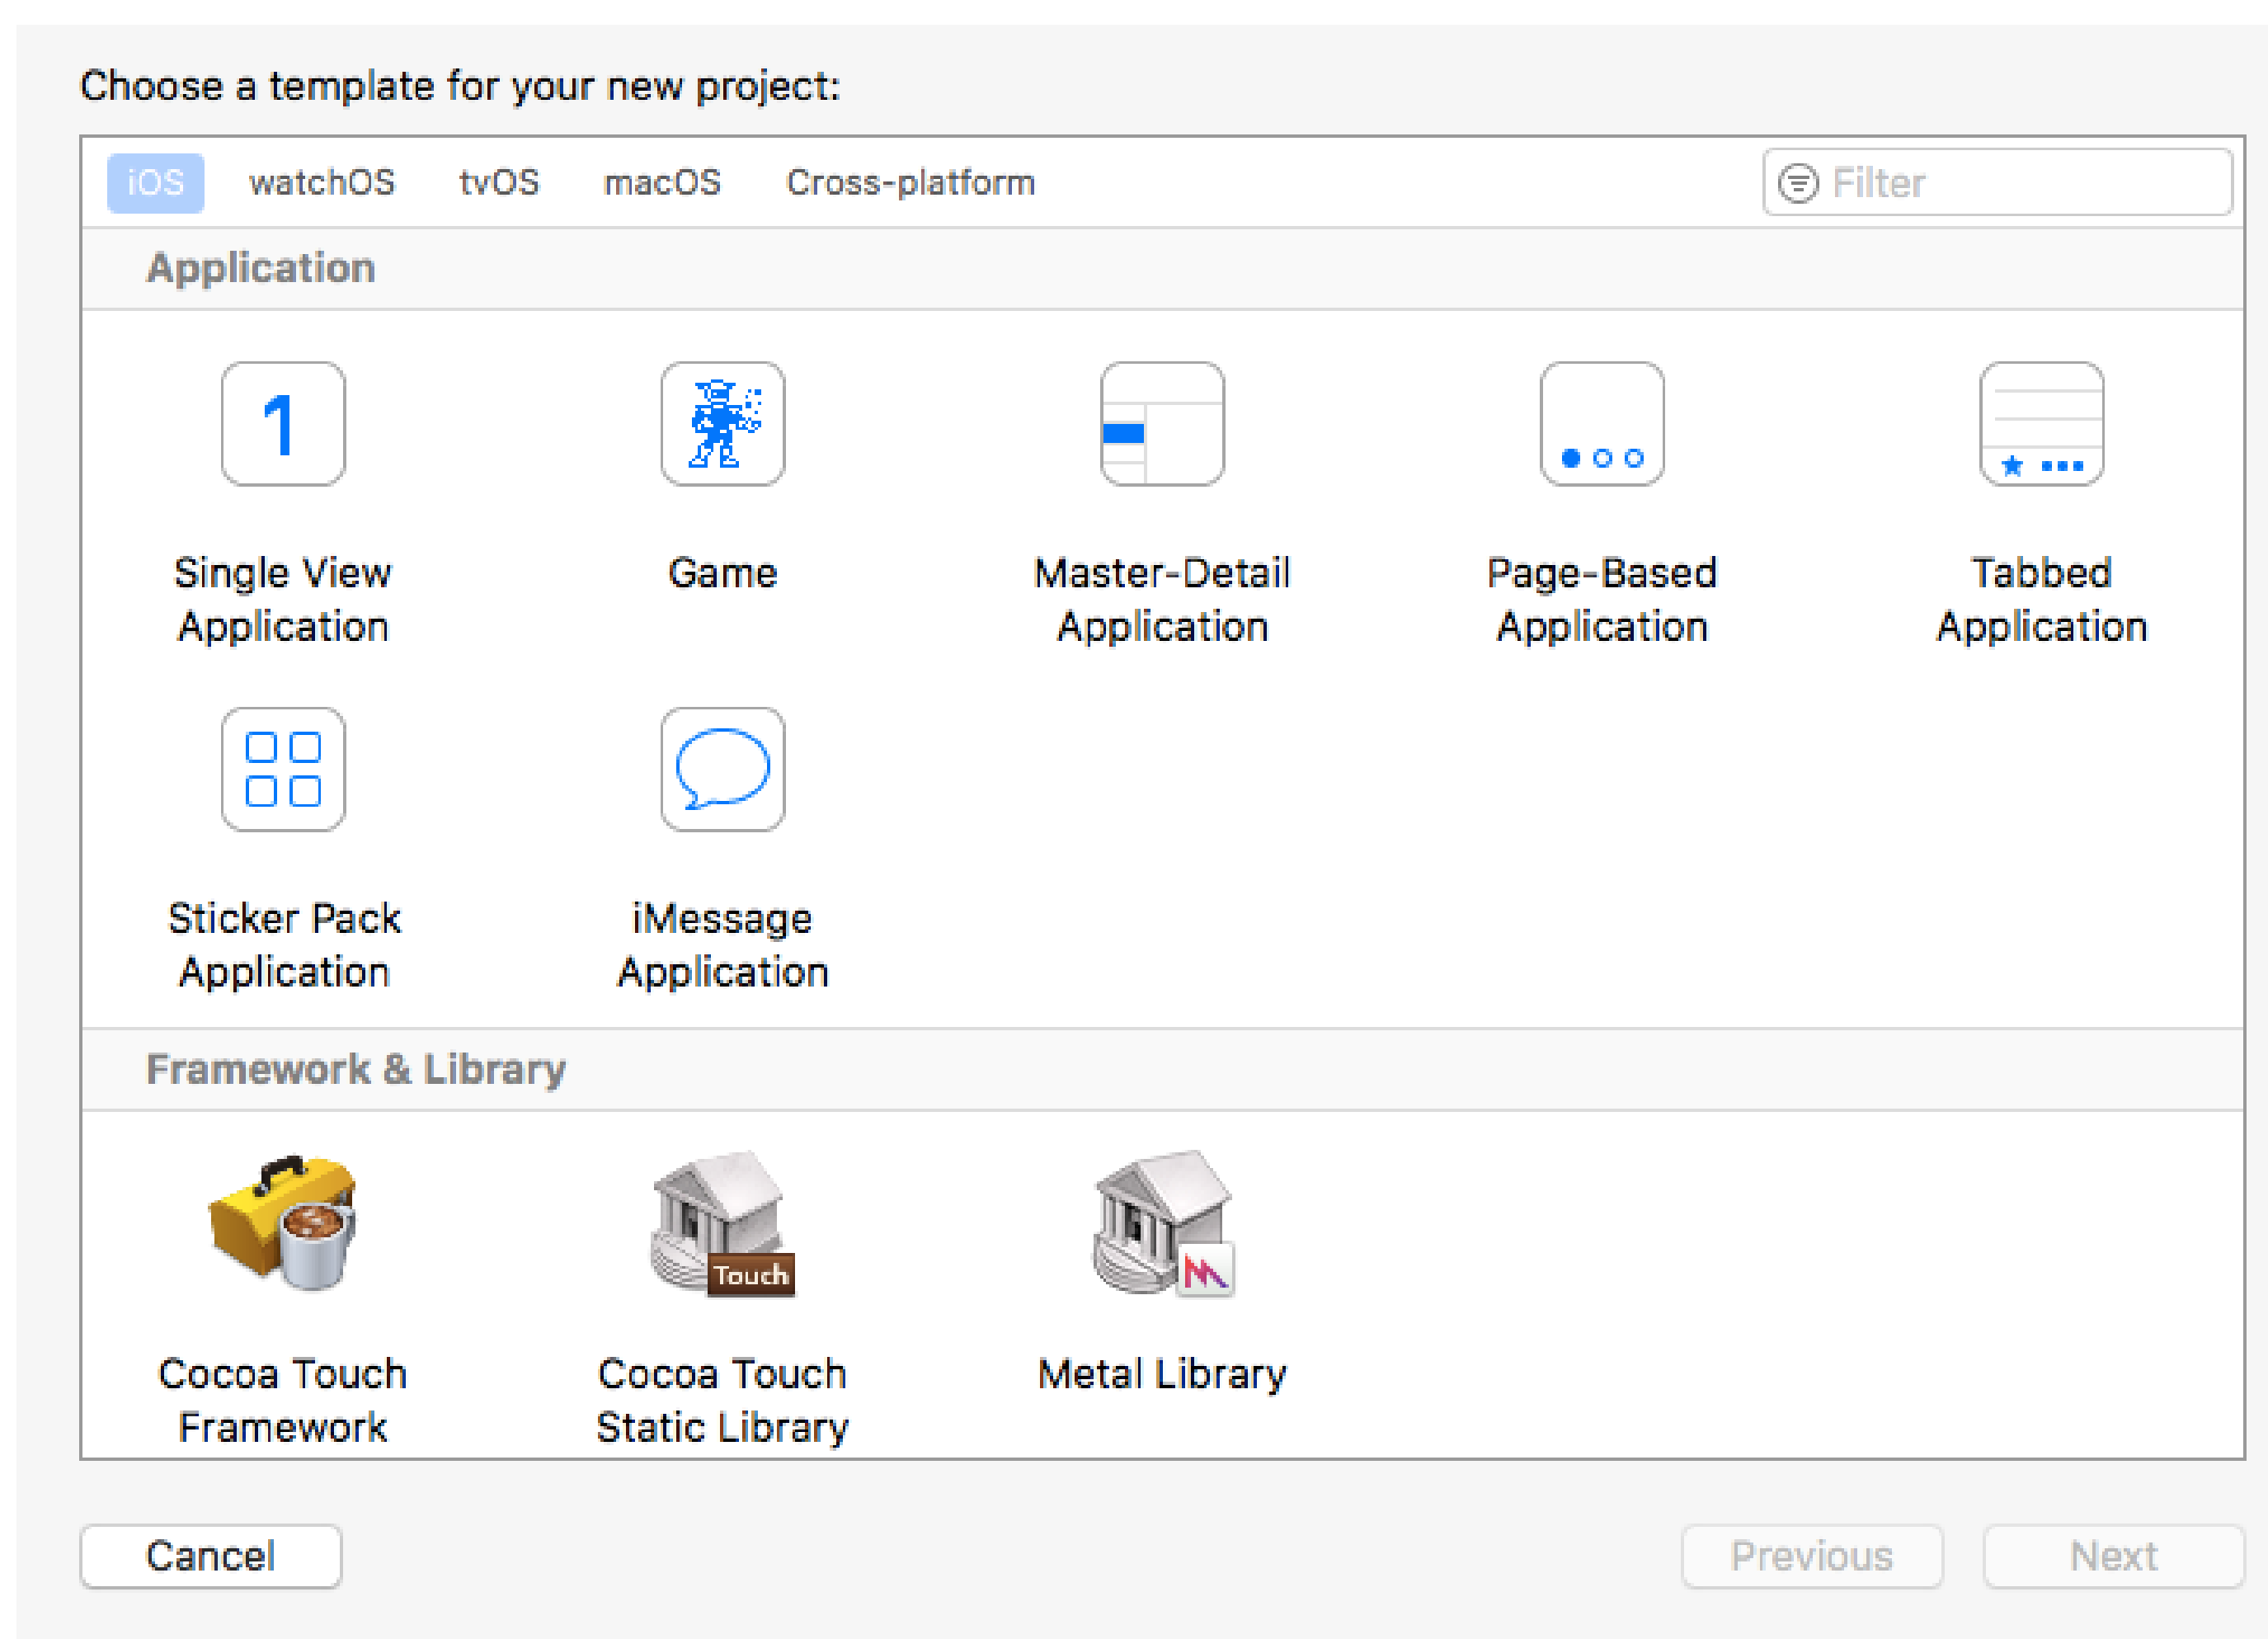 Choose a template for your new project:
iOS watchOS tvOS macOS Cross-platform Filter
Application
1
Single View Application
Game
Master-Detail Application
Page-Based Application
Tabbed Application
Sticker Pack Application
iMessage Application
Framework & Library
Touch
Cocoa Touch Framework
Cocoa Touch Static Library
Metal Library
Cancel Previous Next